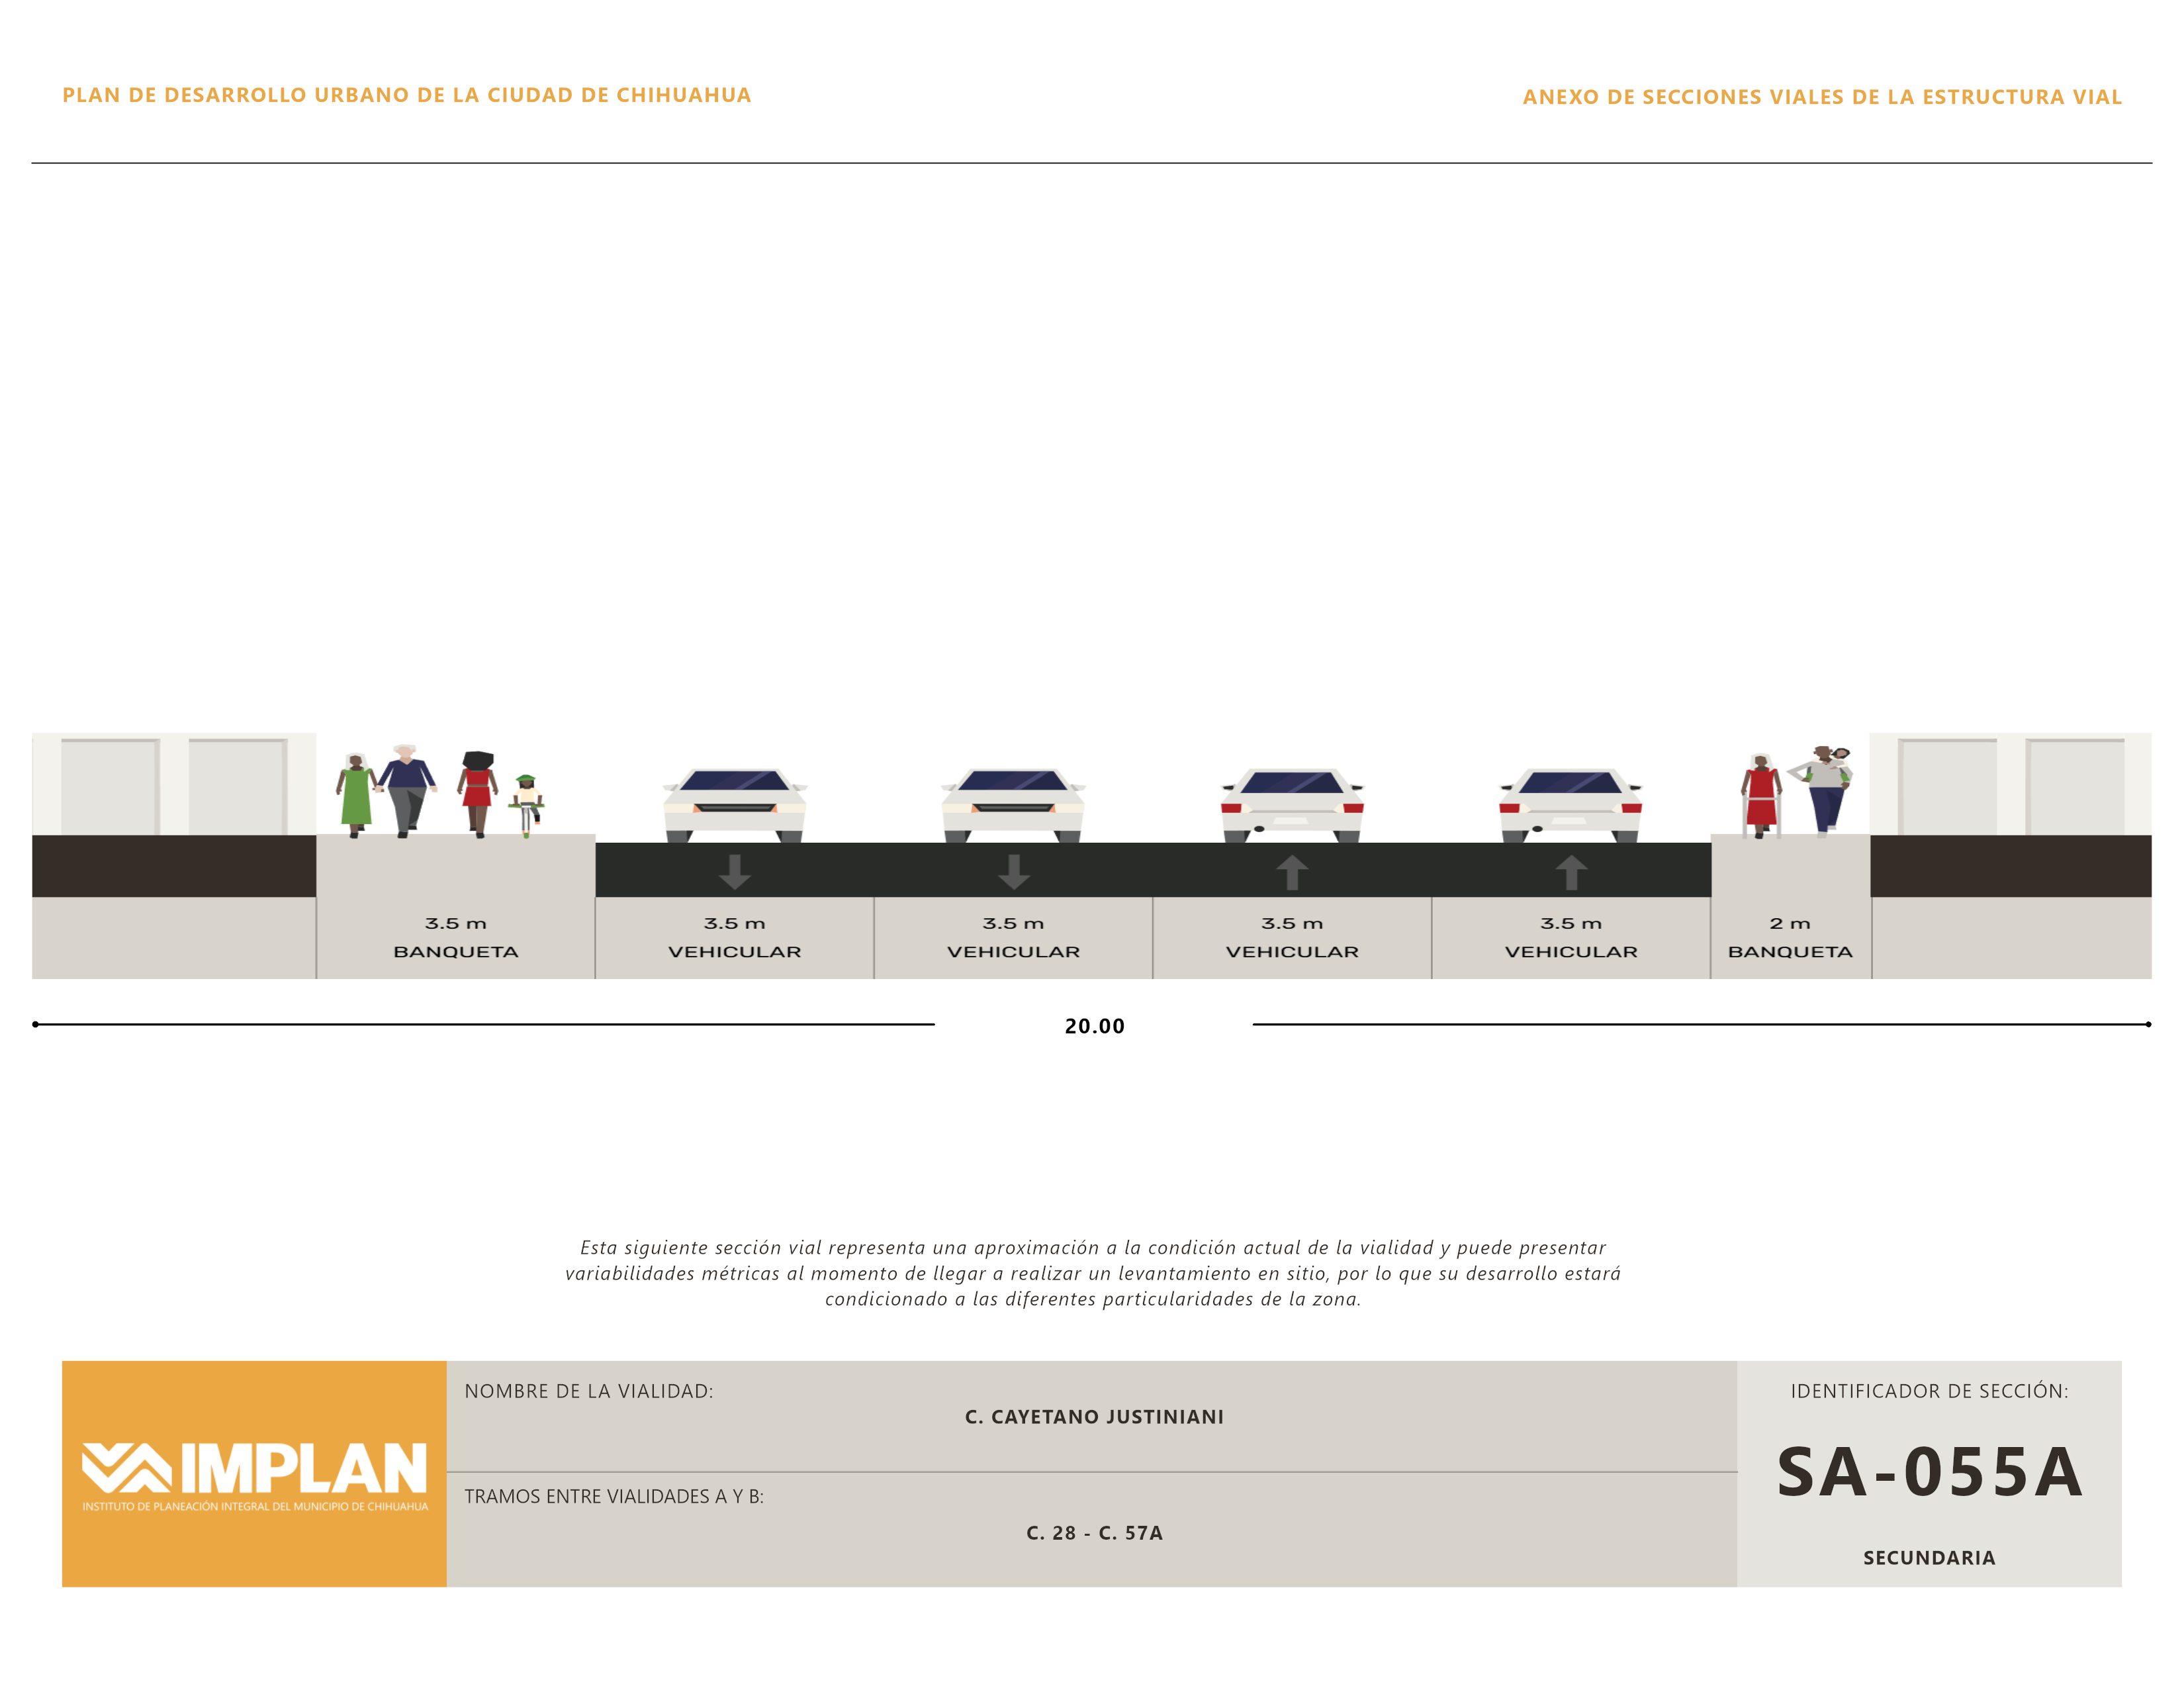 PLAN DE DESARROLLO URBANO DE LA CIUDAD DE CHIHUAHUA
ANEXO DE SECCIONES VIALES DE LA ESTRUCTURA VIAL
3.5 m
BANQUETA
3.5 m
VEHICULAR
3.5 m
VEHICULAR
3.5 m
VEHICULAR
3.5 m
VEHICULAR
2 m
BANQUETA
20.00
Esta siguiente sección vial representa una aproximación a la condición actual de la vialidad y puede presentar
variabilidades métricas al momento de llegar a realizar un levantamiento en sitio, por lo que su desarrollo estará
condicionado a las diferentes particularidades de la zona.
IMPLAN
INSTITUTO DE PLANEACIÓN INTEGRAL DEL MUNICIPIO DE CHIHUAHUA
NOMBRE DE LA VIALIDAD:
C. CAYETANO JUSTINIANI
TRAMOS ENTRE VIALIDADES A Y B:
C. 28 - C. 57A
IDENTIFICADOR DE SECCIÓN:
SA-055A
SECUNDARIA